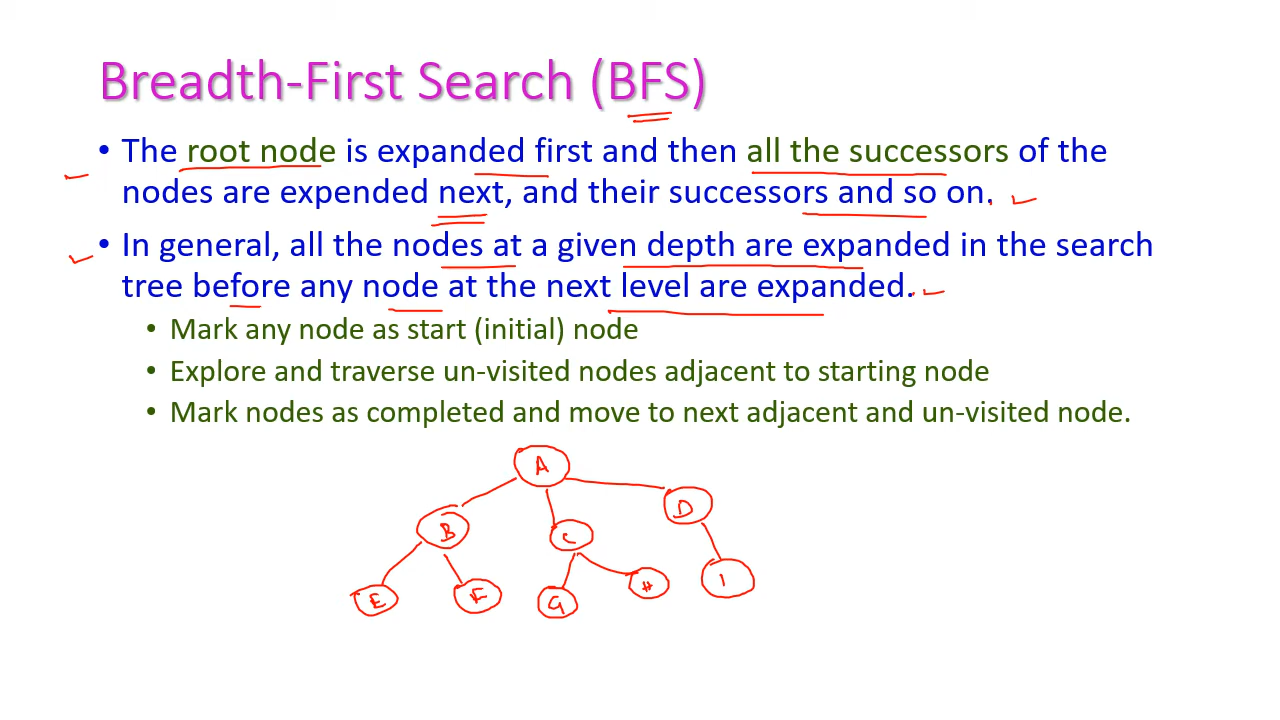 Breadth-First Search (BFS)
• The root node is expanded first and then all the successors of the
nodes are expended next, and their successors and so on.
• In general, all the nodes at a given depth are expanded in the search
tree before any node at the next level are expanded.
• Mark any node as start (initial) node
• Explore and traverse un-visited nodes adjacent to starting node
• Mark nodes as completed and move to next adjacent and un-visited node.
A
B C D
E F G H I